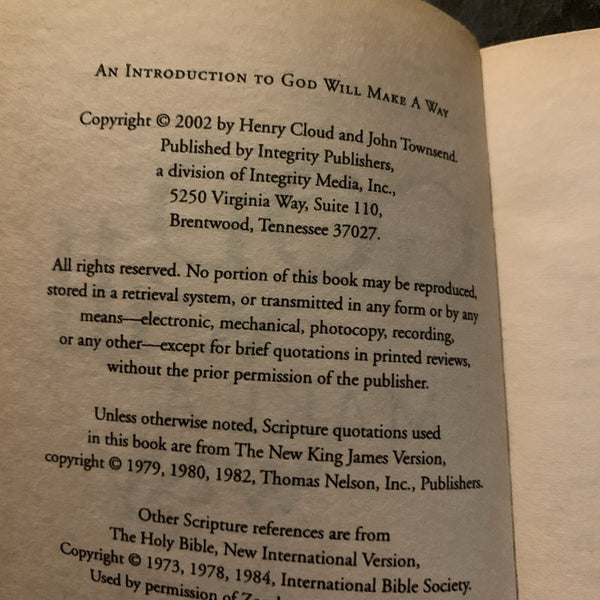 An Introduction to God Will Make A Way
Copyright © 2002 by Henry Cloud and John Townsend.
Published by Integrity Publishers,
a division of Integrity Media, Inc.,
5250 Virginia Way, Suite 110,
Brentwood, Tennessee 37027.
All rights reserved. No portion of this book may be reproduced,
stored in a retrieval system, or transmitted in any form or by any
means—electronic, mechanical, photocopy, recording,
or any other—except for brief quotations in printed reviews,
without the prior permission of the publisher.
Unless otherwise noted, Scripture quotations used
in this book are from The New King James Version,
copyright © 1979, 1980, 1982, Thomas Nelson, Inc., Publishers.
Other Scripture references are from
The Holy Bible, New International Version,
Copyright © 1973, 1978, 1984, International Bible Society.
Used by permission of